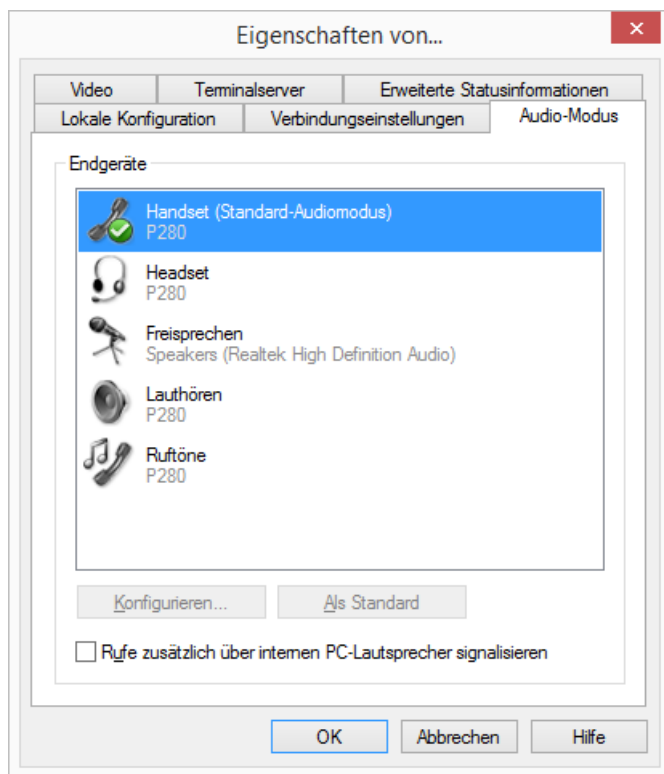 Eigenschaften von...
Video
Terminalserver
Erweiterte Statusinformationen
Lokale Konfiguration
Verbindungseinstellungen
Audio-Modus
Endgeräte
Handset (Standard-Audiomodus)
P280
Headset
P280
Freisprechen
Speakers (Realtek High Definition Audio)
Lauthören
P280
Ruftöne
P280
Konfigurieren...
Als Standard
Rufe zusätzlich über internen PC-Lautsprecher signalisieren
OK
Abbrechen
Hilfe